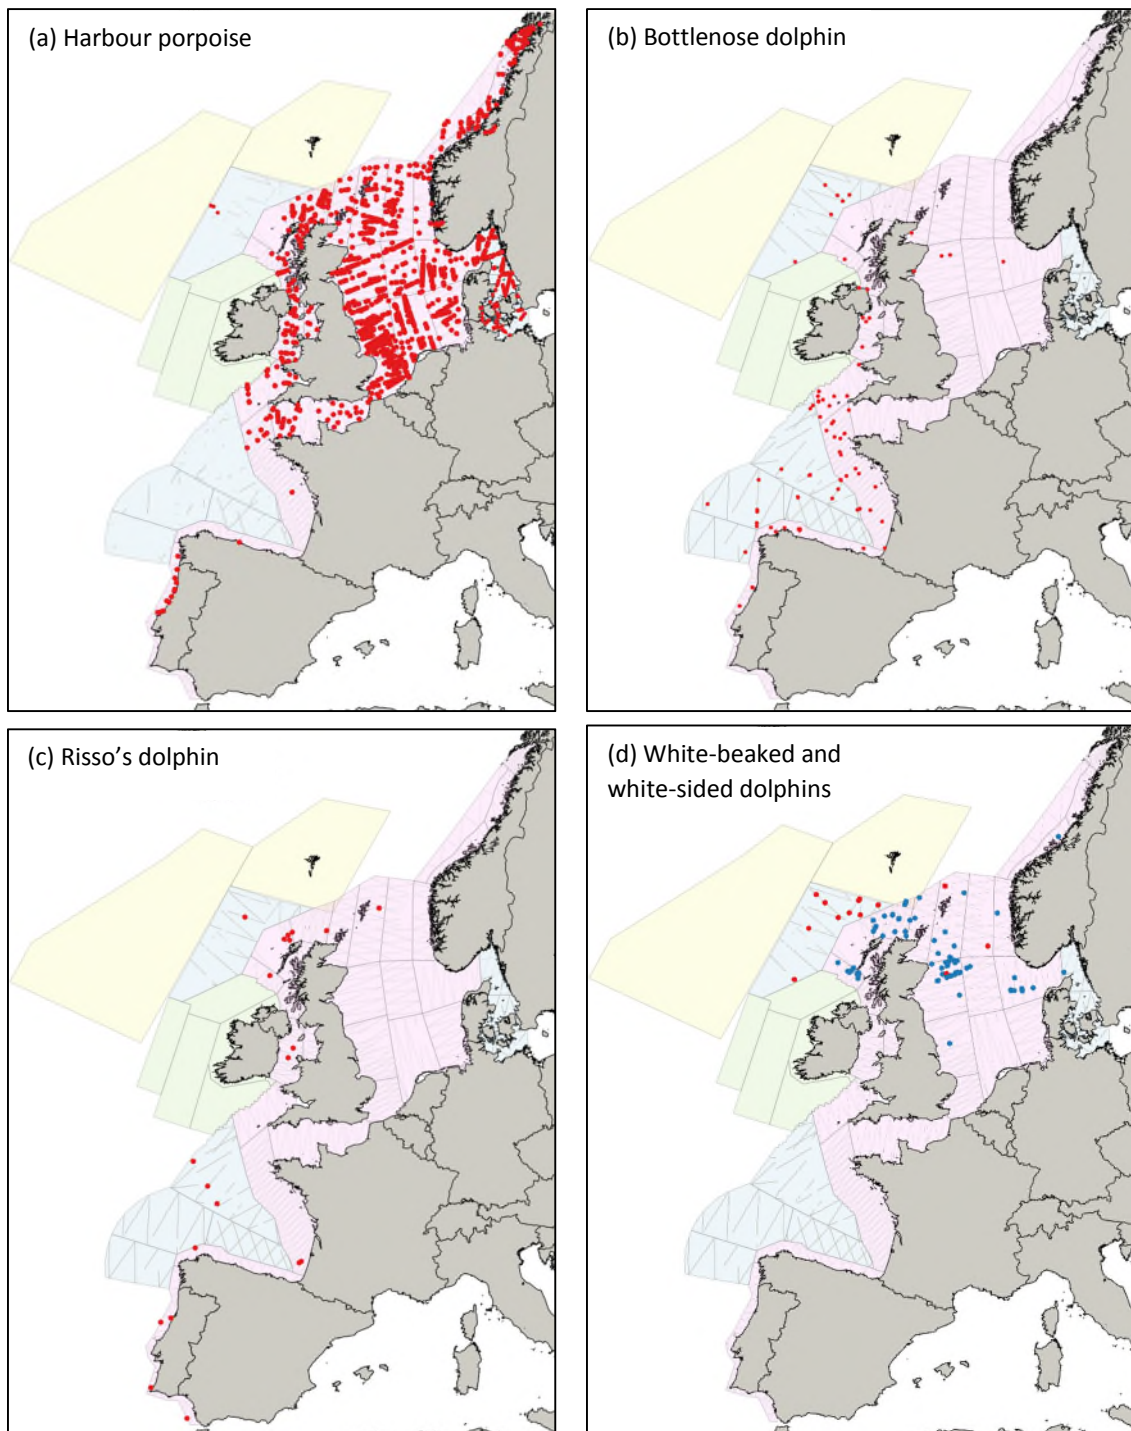 (a) Harbour porpoise
(b) Bottlenose dolphin
(c) Risso's dolphin
(d) White-beaked and
white-sided dolphins